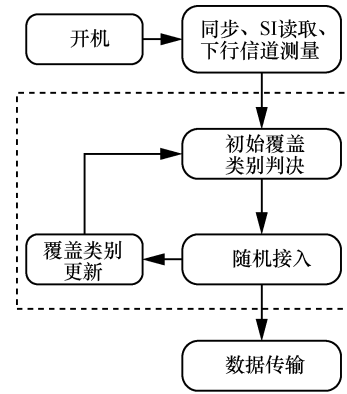 开机
同步、SI读取、
下行信道测量
初始覆盖
类别判决
覆盖类别
更新
随机接入
数据传输